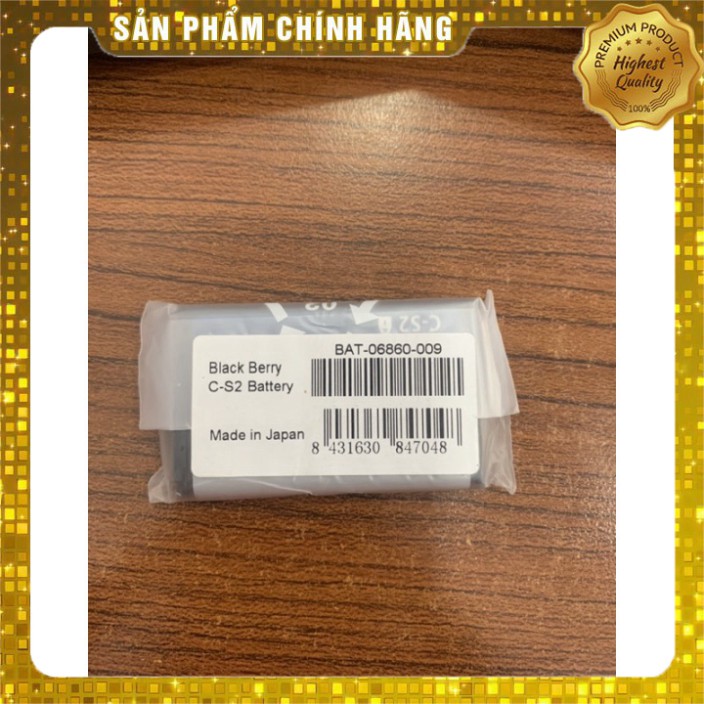 SẢN PHẨM CHÍNH HÃNG
PREMIUM PRODUCT
Highest
Quality
100%
C-S2
BAT-06860-009
Black Berry
C-S2 Battery
Made in Japan
8 431630 847048